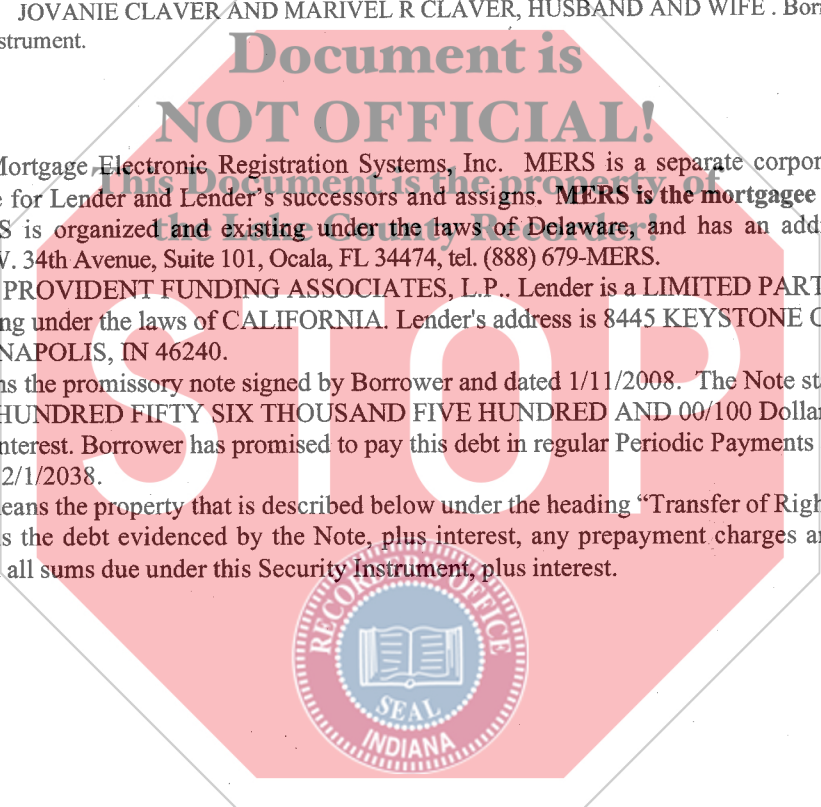 JOVANIE CLAVER AND MARIVEL R CLAVER, HUSBAND AND WIFE . Borr
strument.
Document is
NOT OFFICIAL!
Mortgage Electronic Registration Systems, Inc. MERS is a separate corpor
This Document is the property of
e for Lender and Lender's successors and assigns. MERS is the mortgagee
the Lake County Recorder!
S is organized and existing under the laws of Delaware, and has an add
W. 34th Avenue, Suite 101, Ocala, FL 34474, tel. (888) 679-MERS.
PROVIDENT FUNDING ASSOCIATES, L.P.. Lender is a LIMITED PART
ng under the laws of CALIFORNIA. Lender's address is 8445 KEYSTONE C
NAPOLIS, IN 46240.
ns the promissory note signed by Borrower and dated 1/11/2008. The Note st
HUNDRED FIFTY SIX THOUSAND FIVE HUNDRED AND 00/100 Dolla
nterest. Borrower has promised to pay this debt in regular Periodic Payments
2/1/2038.
eans the property that is described below under the heading “Transfer of Righ
s the debt evidenced by the Note, plus interest, any prepayment charges a
all sums due under this Security Instrument, plus interest.
STOP
RECORDER'S OFFICE
SEAL
INDIANA